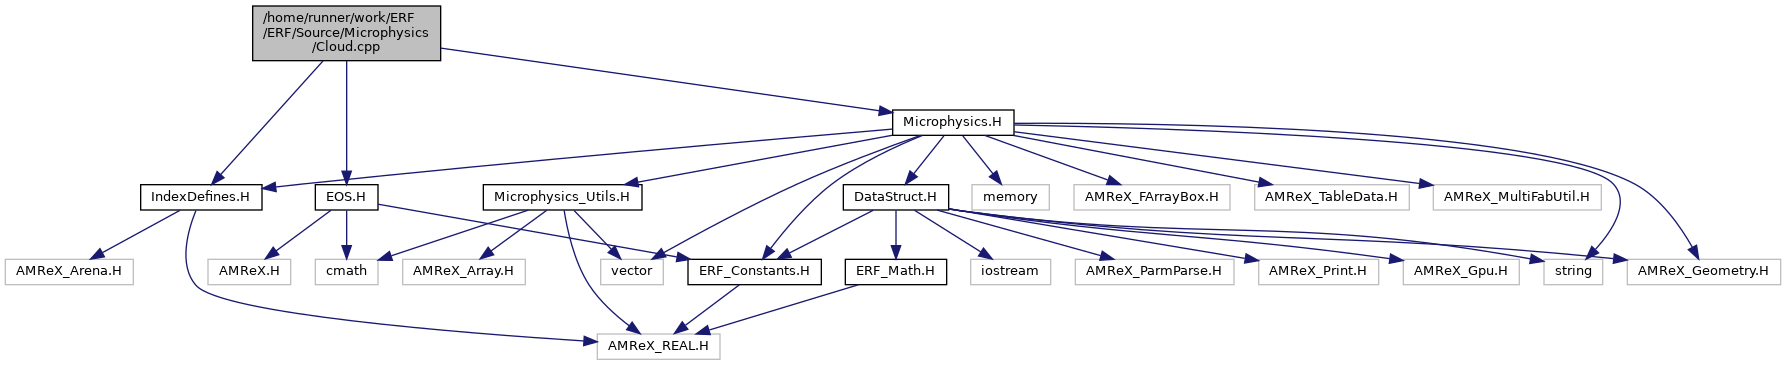 /home/runner/work/ERF
/ERF/Source/Microphysics
/Cloud.cpp
Microphysics.H
IndexDefines.H
EOS.H
Microphysics_Utils.H
DataStruct.H
memory
AMReX_FArrayBox.H
AMReX_TableData.H
AMReX_MultiFabUtil.H
AMReX_Arena.H
AMReX.H
cmath
AMReX_Array.H
vector
ERF_Constants.H
ERF_Math.H
iostream
AMReX_ParmParse.H
AMReX_Print.H
AMReX_Gpu.H
string
AMReX_Geometry.H
AMReX_REAL.H